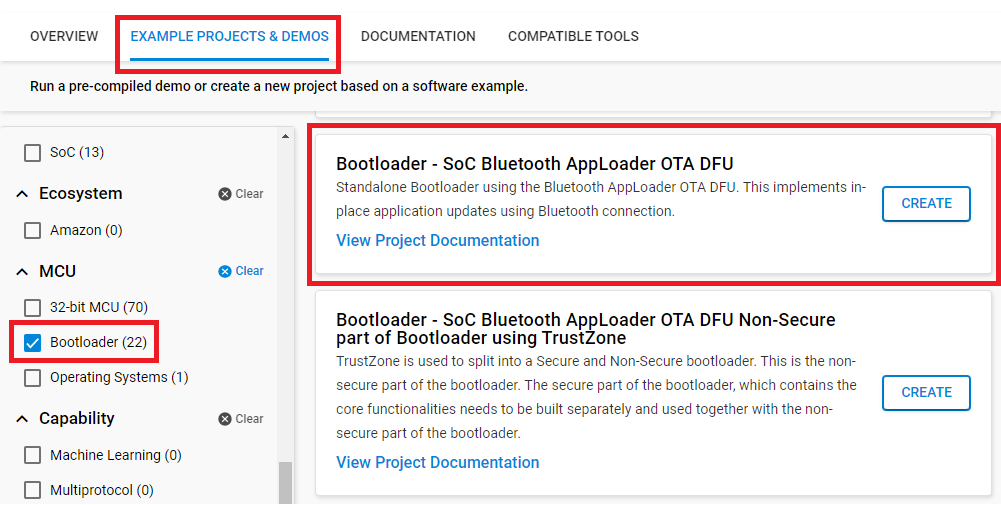 OVERVIEW
EXAMPLE PROJECTS & DEMOS
DOCUMENTATION
COMPATIBLE TOOLS
Run a pre-compiled demo or create a new project based on a software example.
SoC (13)
Ecosystem
Clear
Amazon (0)
MCU
Clear
32-bit MCU (70)
Bootloader (22)
Operating Systems (1)
Capability
Clear
Machine Learning (0)
Multiprotocol (0)
Bootloader - SoC Bluetooth AppLoader OTA DFU
Standalone Bootloader using the Bluetooth AppLoader OTA DFU. This implements in-
place application updates using Bluetooth connection.
View Project Documentation
CREATE
Bootloader - SoC Bluetooth AppLoader OTA DFU Non-Secure
part of Bootloader using TrustZone
TrustZone is used to split into a Secure and Non-Secure bootloader. This is the non-
secure part of the bootloader. The secure part of the bootloader, which contains the
core functionalities needs to be built separately and used together with the non-
secure part of the bootloader.
View Project Documentation
CREATE